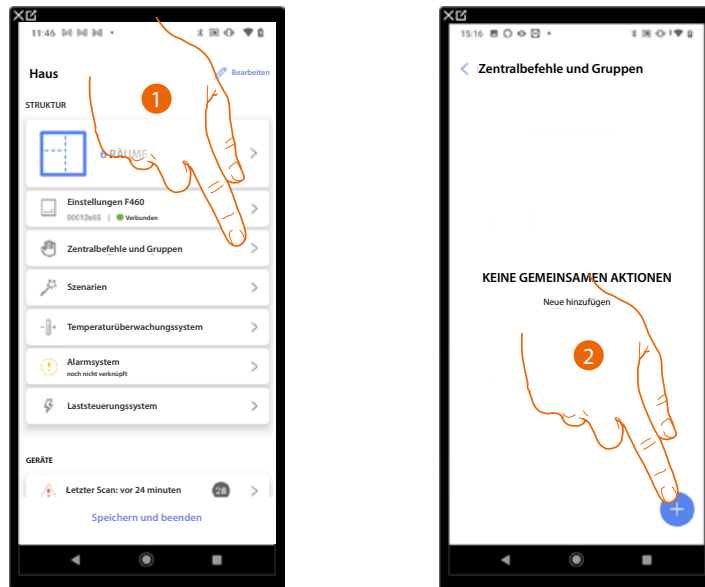 11:46
Haus
Bearbeiten
STRUKTUR
1
6 RÄUME
Einstellungen F460
00012e65 | Verbunden
Zentralbefehle und Gruppen
Szenarien
Temperaturüberwachungssystem
Alarmsystem
noch nicht verknüpft
Laststeuerungssystem
GERÄTE
Letzter Scan: vor 24 minuten
28
Speichern und beenden
15:16
Zentralbefehle und Gruppen
KEINE GEMEINSAMEN AKTIONEN
Neue hinzufügen
2